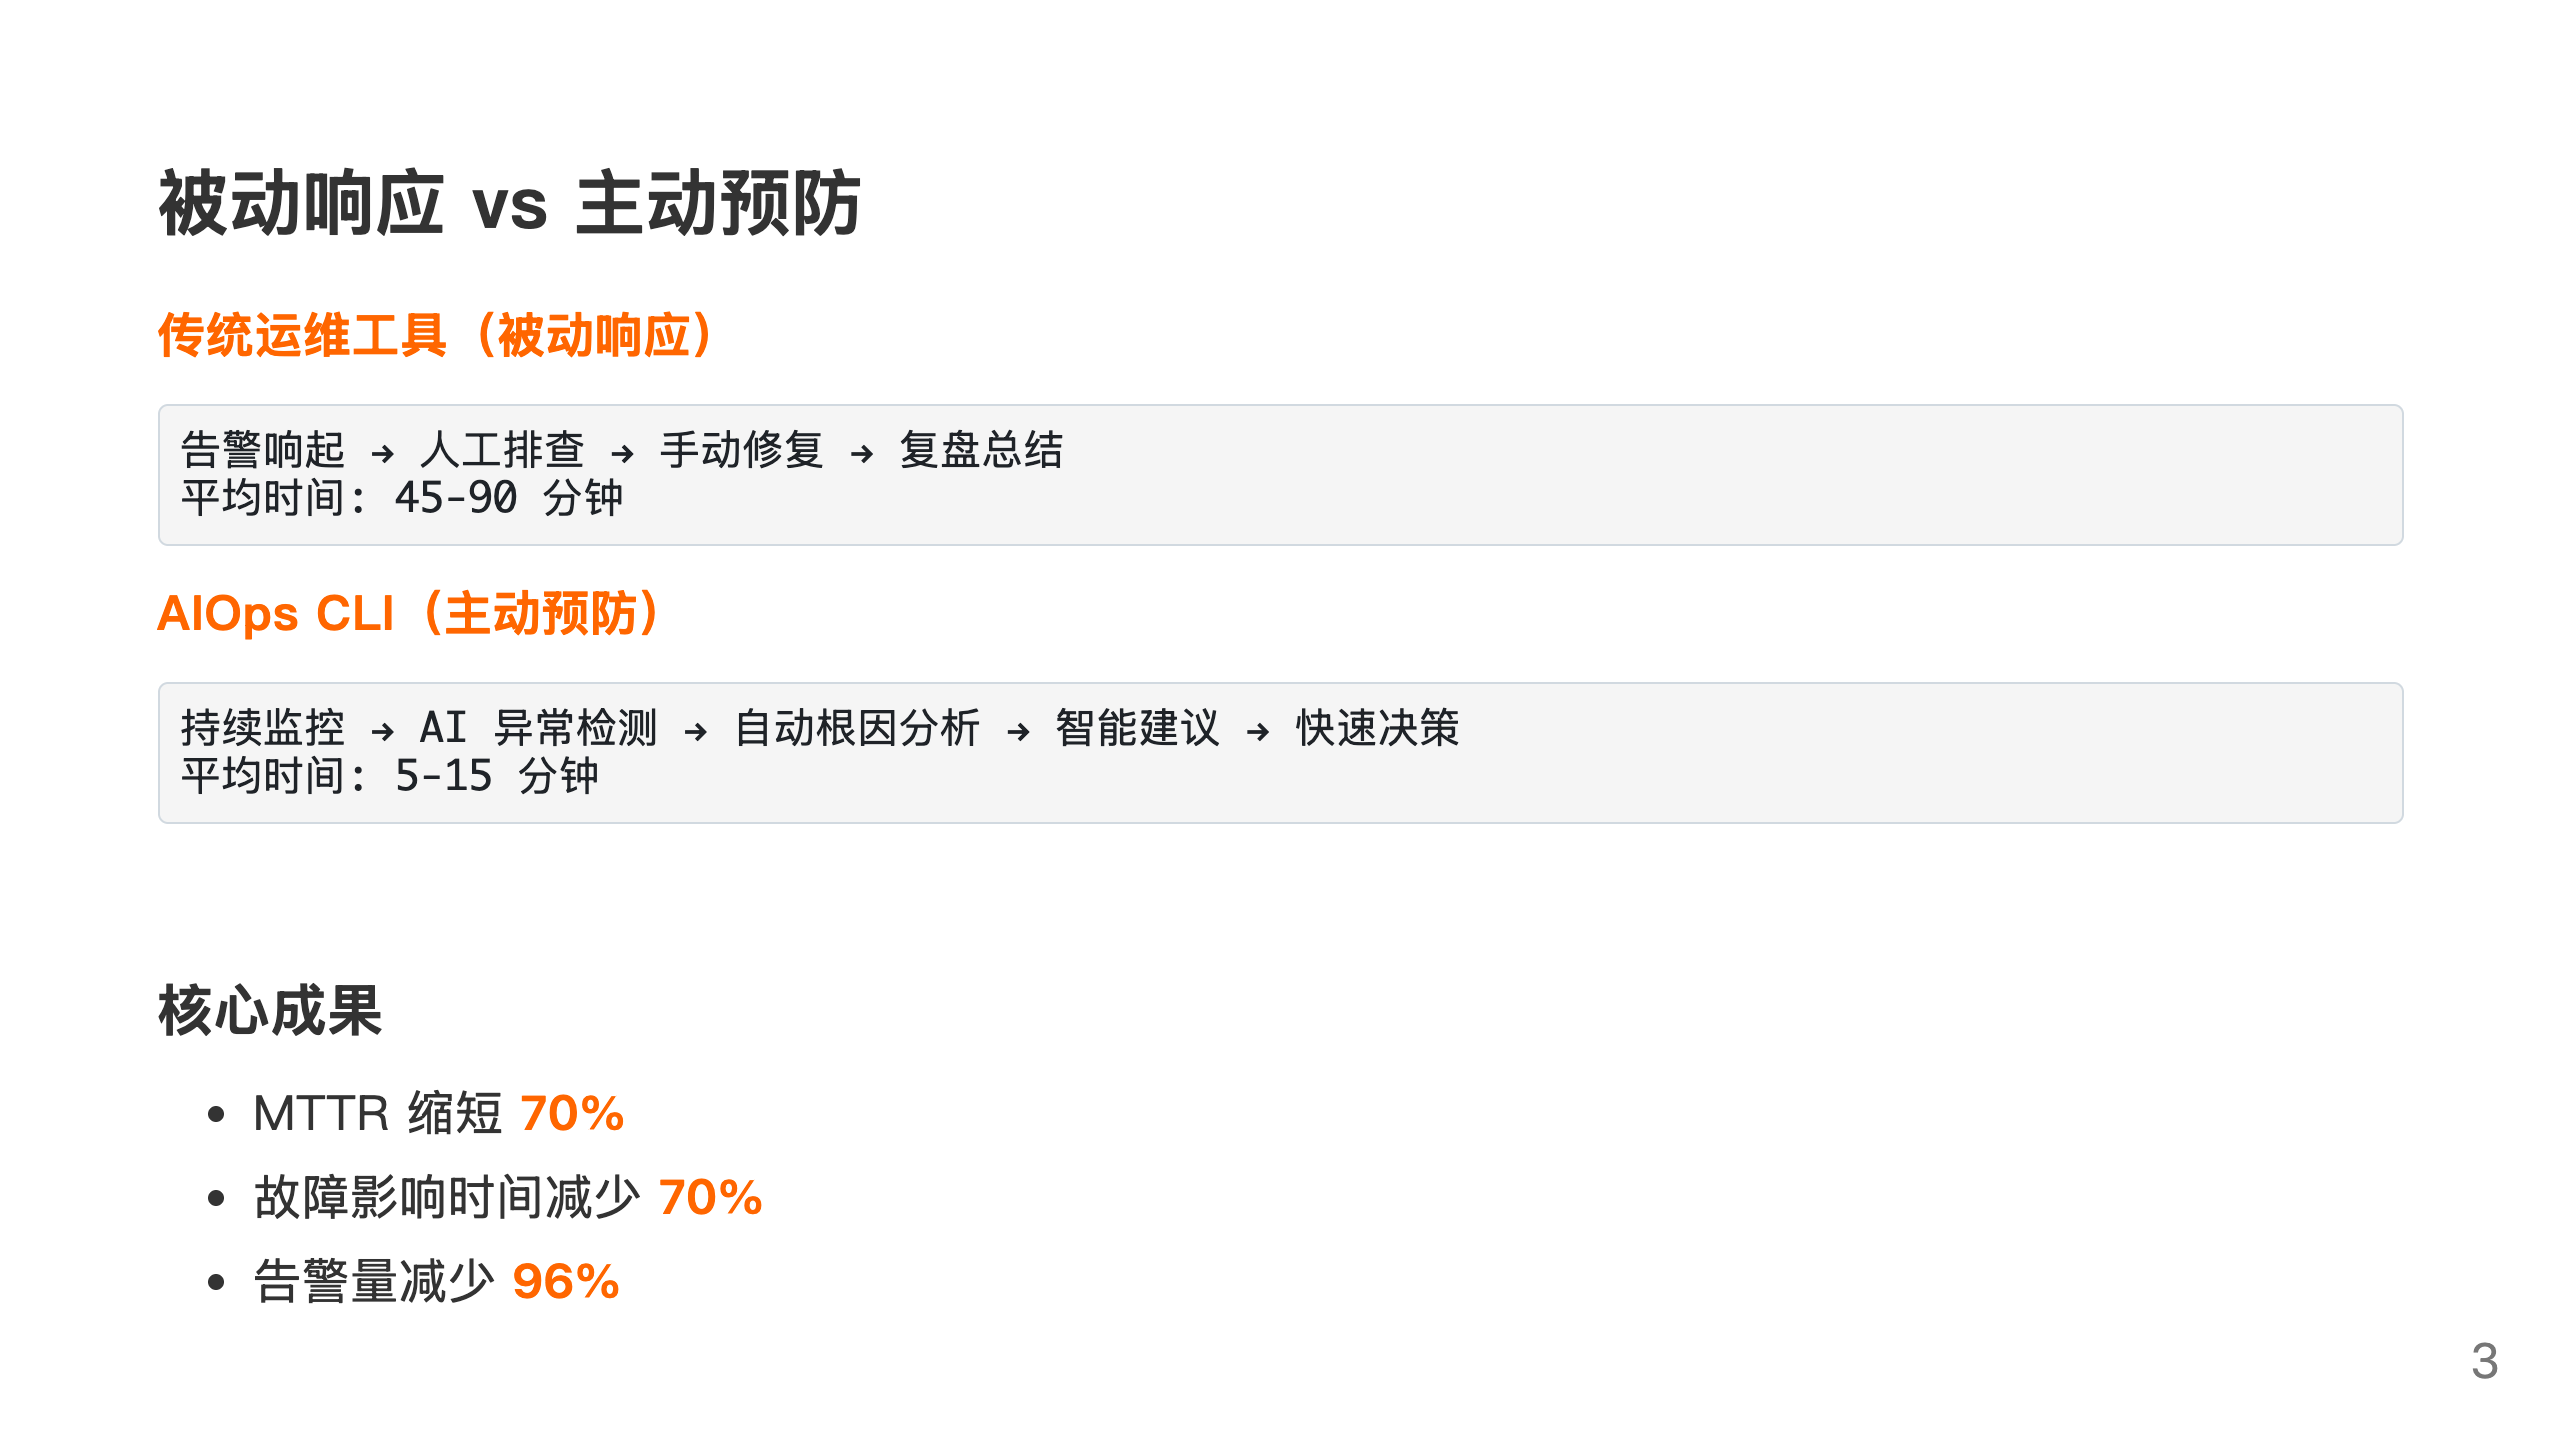 被动响应 vs 主动预防
传统运维工具（被动响应）
告警响起 → 人工排查 → 手动修复 → 复盘总结
平均时间: 45-90 分钟
AIOps CLI（主动预防）
持续监控 → AI 异常检测 → 自动根因分析 → 智能建议 → 快速决策
平均时间: 5-15 分钟
核心成果
• MTTR 缩短 70%
• 故障影响时间减少 70%
• 告警量减少 96%
3